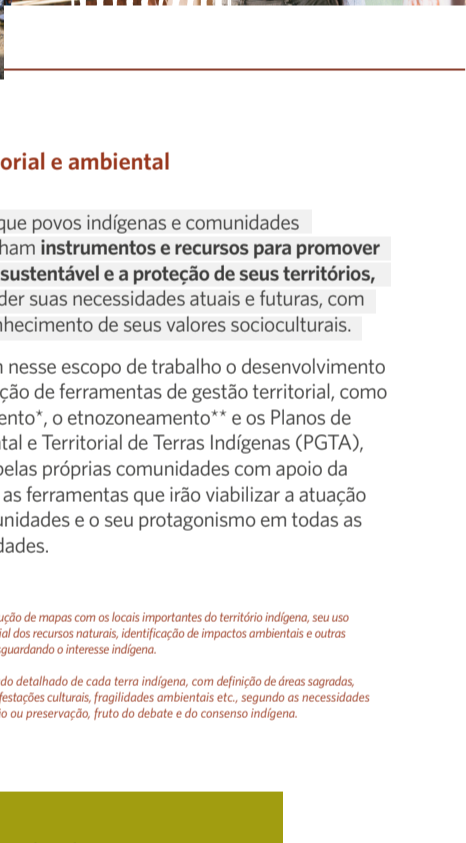 orial e ambiental
que povos indígenas e comunidades
ham instrumentos e recursos para promover
sustentável e a proteção de seus territórios,
der suas necessidades atuais e futuras, com
nhecimento de seus valores socioculturais.
nesse escopo de trabalho o desenvolvimento
ção de ferramentas de gestão territorial, como
ento*, o etnozoneamento** e os Planos de
tal e Territorial de Terras Indígenas (PGTA),
pelas próprias comunidades com apoio da
as ferramentas que irão viabilizar a atuação
unidades e o seu protagonismo em todas as
dades.
ução de mapas com os locais importantes do território indígena, seu uso
ial dos recursos naturais, identificação de impactos ambientais e outras
sguardando o interesse indígena.
do detalhado de cada terra indígena, com definição de áreas sagradas,
festações culturais, fragilidades ambientais etc., segundo as necessidades
o ou preservação, fruto do debate e do consenso indígena.